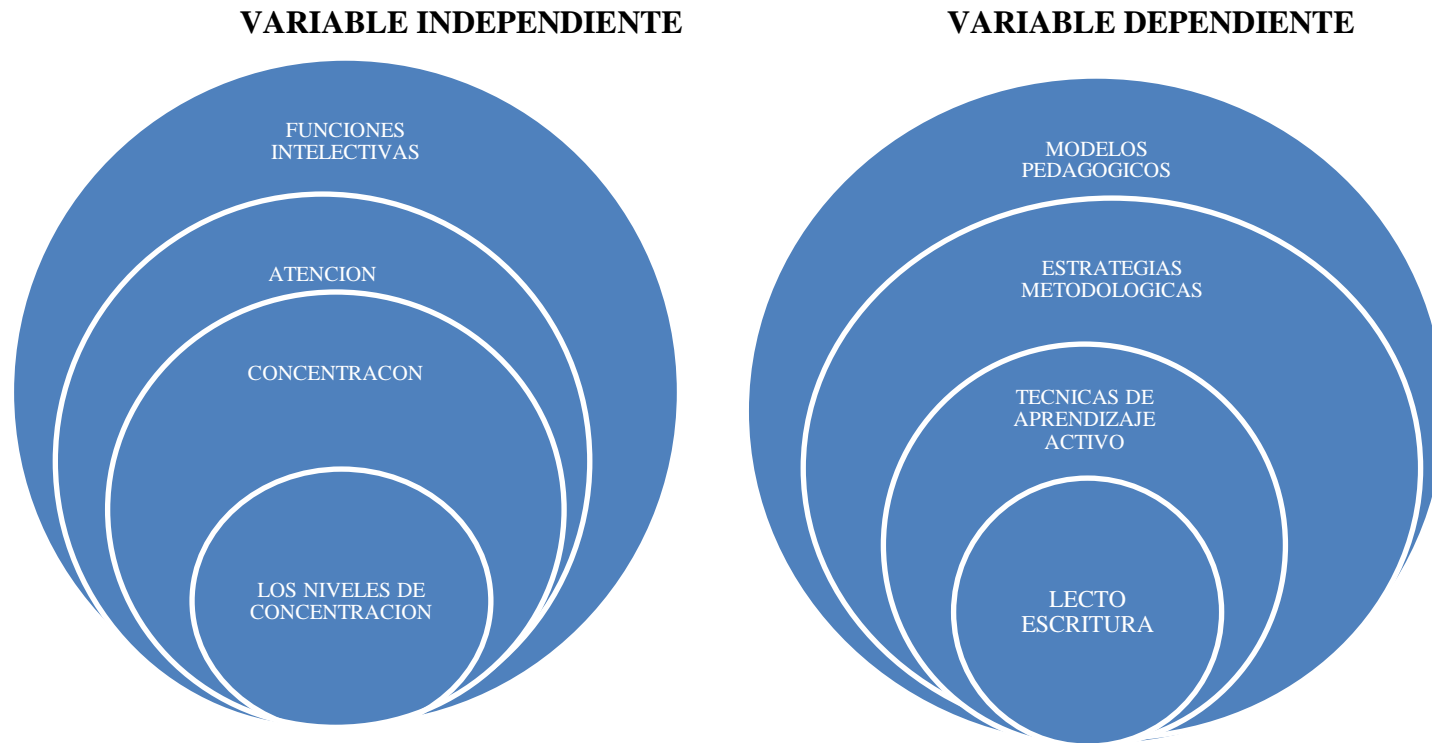 VARIABLE INDEPENDIENTE
VARIABLE DEPENDIENTE
FUNCIONES
INTELECTIVAS
ATENCION
CONCENTRACON
LOS NIVELES DE
CONCENTRACION
MODELOS
PEDAGOGICOS
ESTRATEGIAS
METODOLOGICAS
TECNICAS DE
APRENDIZAJE
ACTIVO
LECTO
ESCRITURA